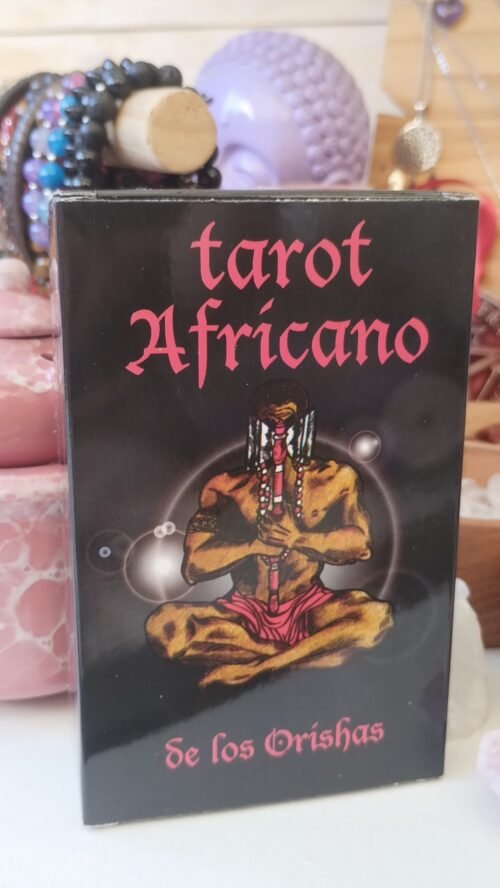 tarot
Africano
de los Orishas